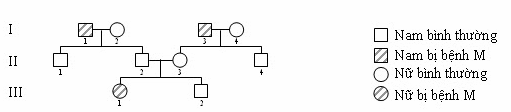 I
1 2 3 4
II
1 2 3 4
III
1 2
Nam bình thường
Nam bị bệnh M
Nữ bình thường
Nữ bị bệnh M